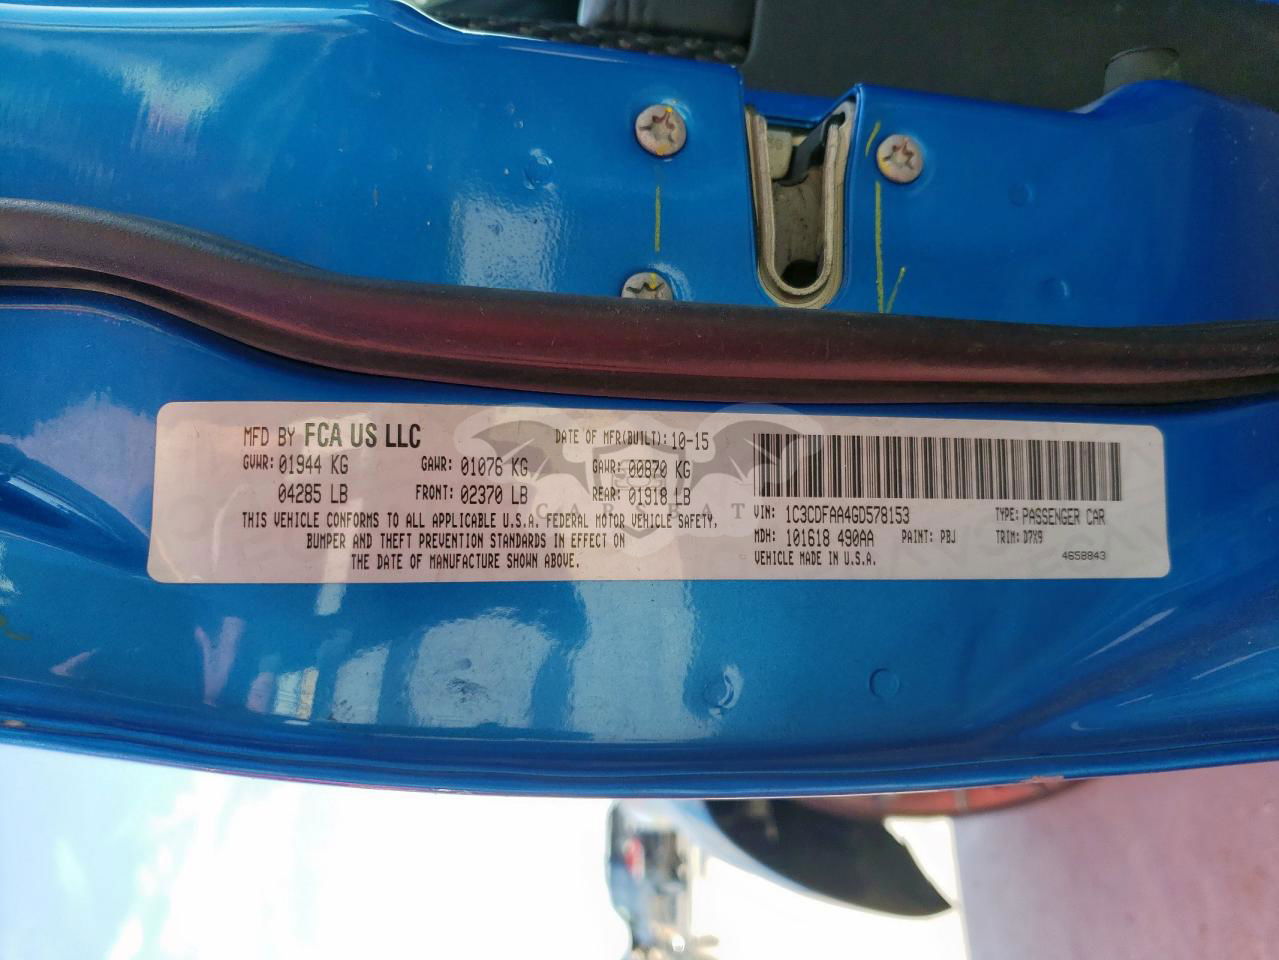 MFD BY FCA US LLC DATE OF MFR(BUILT): 10-15
GVWR: 01944 KG GAWR: 01076 KG GAWR: 00870 KG
04285 LB FRONT: 02370 LB REAR: 01918 LB
THIS VEHICLE CONFORMS TO ALL APPLICABLE U.S.A. FEDERAL MOTOR VEHICLE SAFETY,
BUMPER AND THEFT PREVENTION STANDARDS IN EFFECT ON
THE DATE OF MANUFACTURE SHOWN ABOVE.
VIN: 1C3CDFAA4GD578153 TYPE: PASSENGER CAR
MDH: 101618 490AA PAINT: PBJ TRIM: D7X9
VEHICLE MADE IN U.S.A. 4658843
CARSRAT